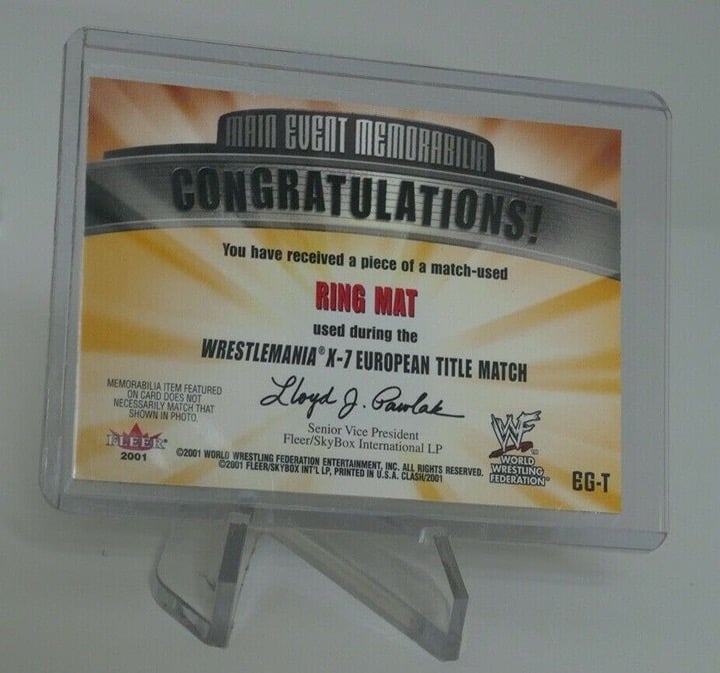 MAIN EVENT MEMORABILIA
CONGRATULATIONS!
You have received a piece of a match-used
RING MAT
used during the
WRESTLEMANIA® X-7 EUROPEAN TITLE MATCH
MEMORABILIA ITEM FEATURED
ON CARD DOES NOT
NECESSARILY MATCH THAT
SHOWN IN PHOTO.
Lloyd J. Pawlak
Senior Vice President
Fleer/SkyBox International LP
FLEER®
2001
©2001 WORLD WRESTLING FEDERATION ENTERTAINMENT, INC. ALL RIGHTS RESERVED.
©2001 FLEER/SKYBOX INT'L LP, PRINTED IN U.S.A. CLASH/2001
WF
WORLD
WRESTLING
FEDERATION®
EG-T